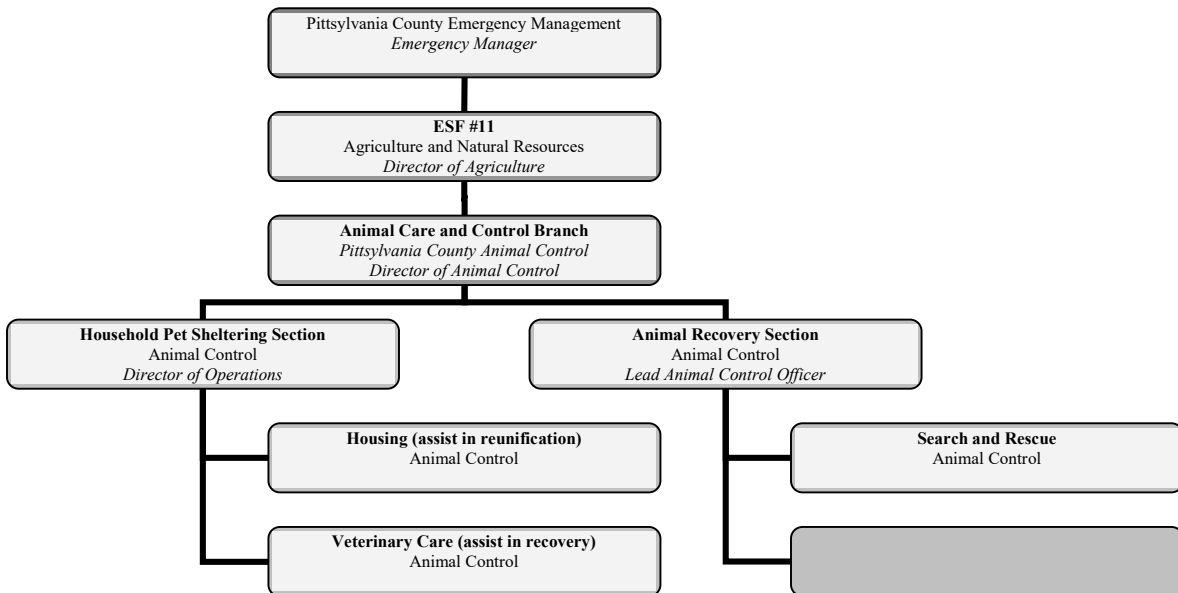 Pittsylvania County Emergency Management
Emergency Manager
ESF #11
Agriculture and Natural Resources
Director of Agriculture
Animal Care and Control Branch
Pittsylvania County Animal Control
Director of Animal Control
Household Pet Sheltering Section
Animal Control
Director of Operations
Animal Recovery Section
Animal Control
Lead Animal Control Officer
Housing (assist in reunification)
Animal Control
Search and Rescue
Animal Control
Veterinary Care (assist in recovery)
Animal Control